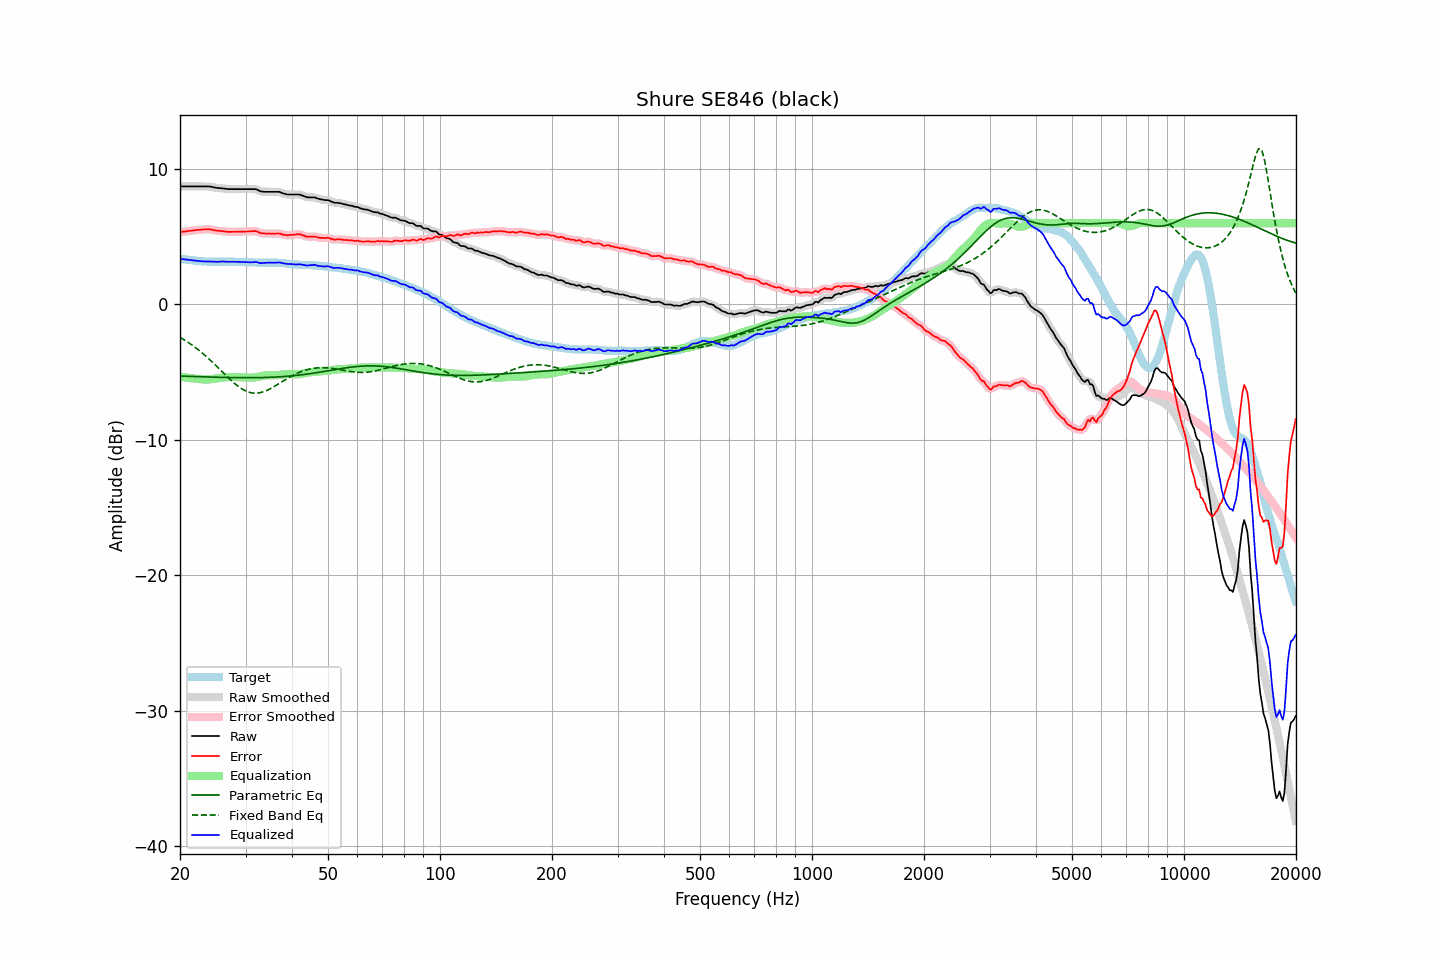 Shure SE846 (black)
Amplitude (dBr)
10
0
−10
−20
−30
−40
Target
Raw Smoothed
Error Smoothed
Raw
Error
Equalization
Parametric Eq
Fixed Band Eq
Equalized
20 50 100 200 500 1000 2000 5000 10000 20000
Frequency (Hz)